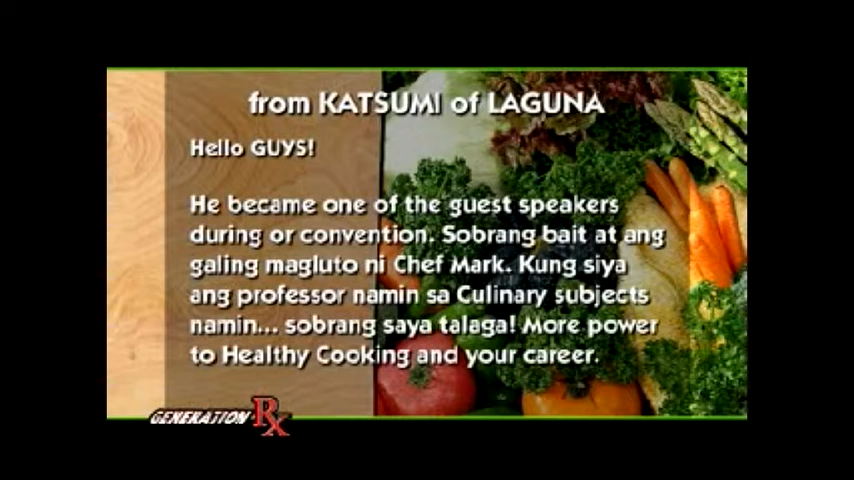 from KATSUMI of LAGUNA
Hello GUYS!
He became one of the guest speakers
during or convention. Sobrang bait at ang
galing magluto ni Chef Mark. Kung siya
ang professor namin sa Culinary subjects
namin... sobrang saya talaga! More power
to Healthy Cooking and your career.
GENERATION Rx